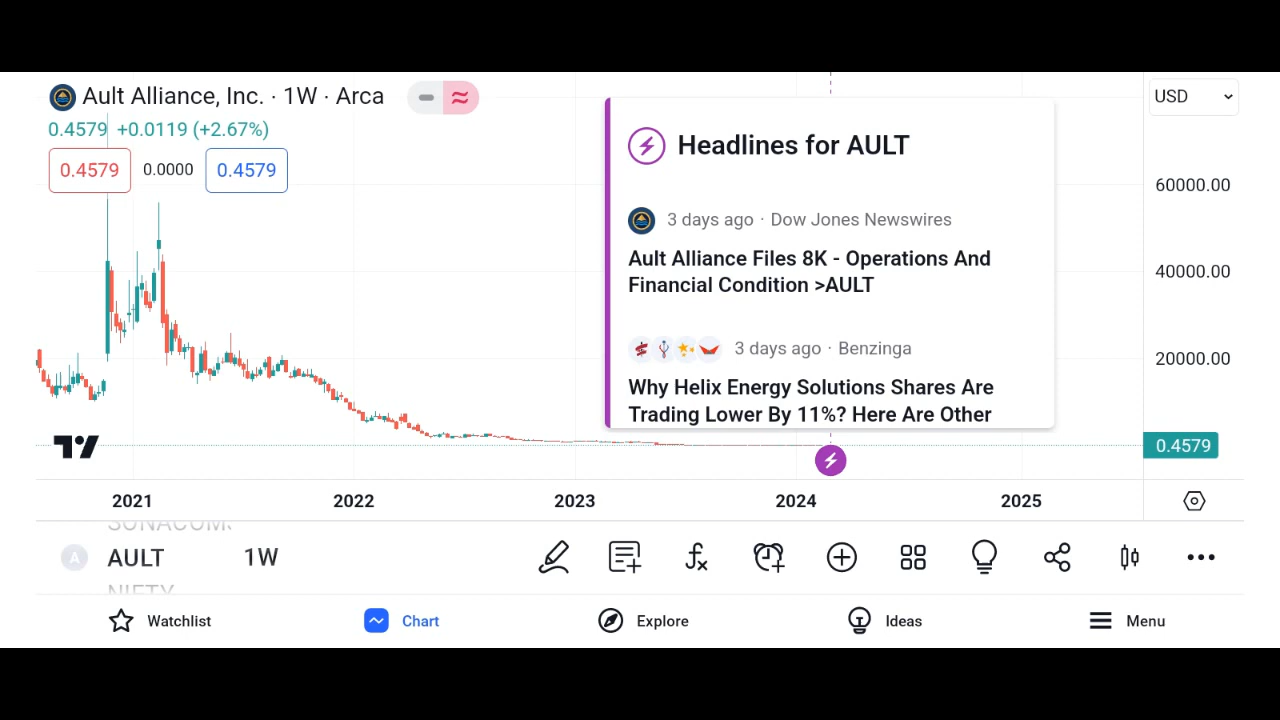 Ault Alliance, Inc. · 1W · Arca
USD
0.4579 +0.0119 (+2.67%)
0.4579 0.0000 0.4579
Headlines for AULT
3 days ago · Dow Jones Newswires
Ault Alliance Files 8K - Operations And
Financial Condition >AULT
3 days ago · Benzinga
Why Helix Energy Solutions Shares Are
Trading Lower By 11%? Here Are Other
60000.00
40000.00
20000.00
0.4579
2021 2022 2023 2024 2025
A AULT 1W
NIFTY
Watchlist Chart Explore Ideas Menu